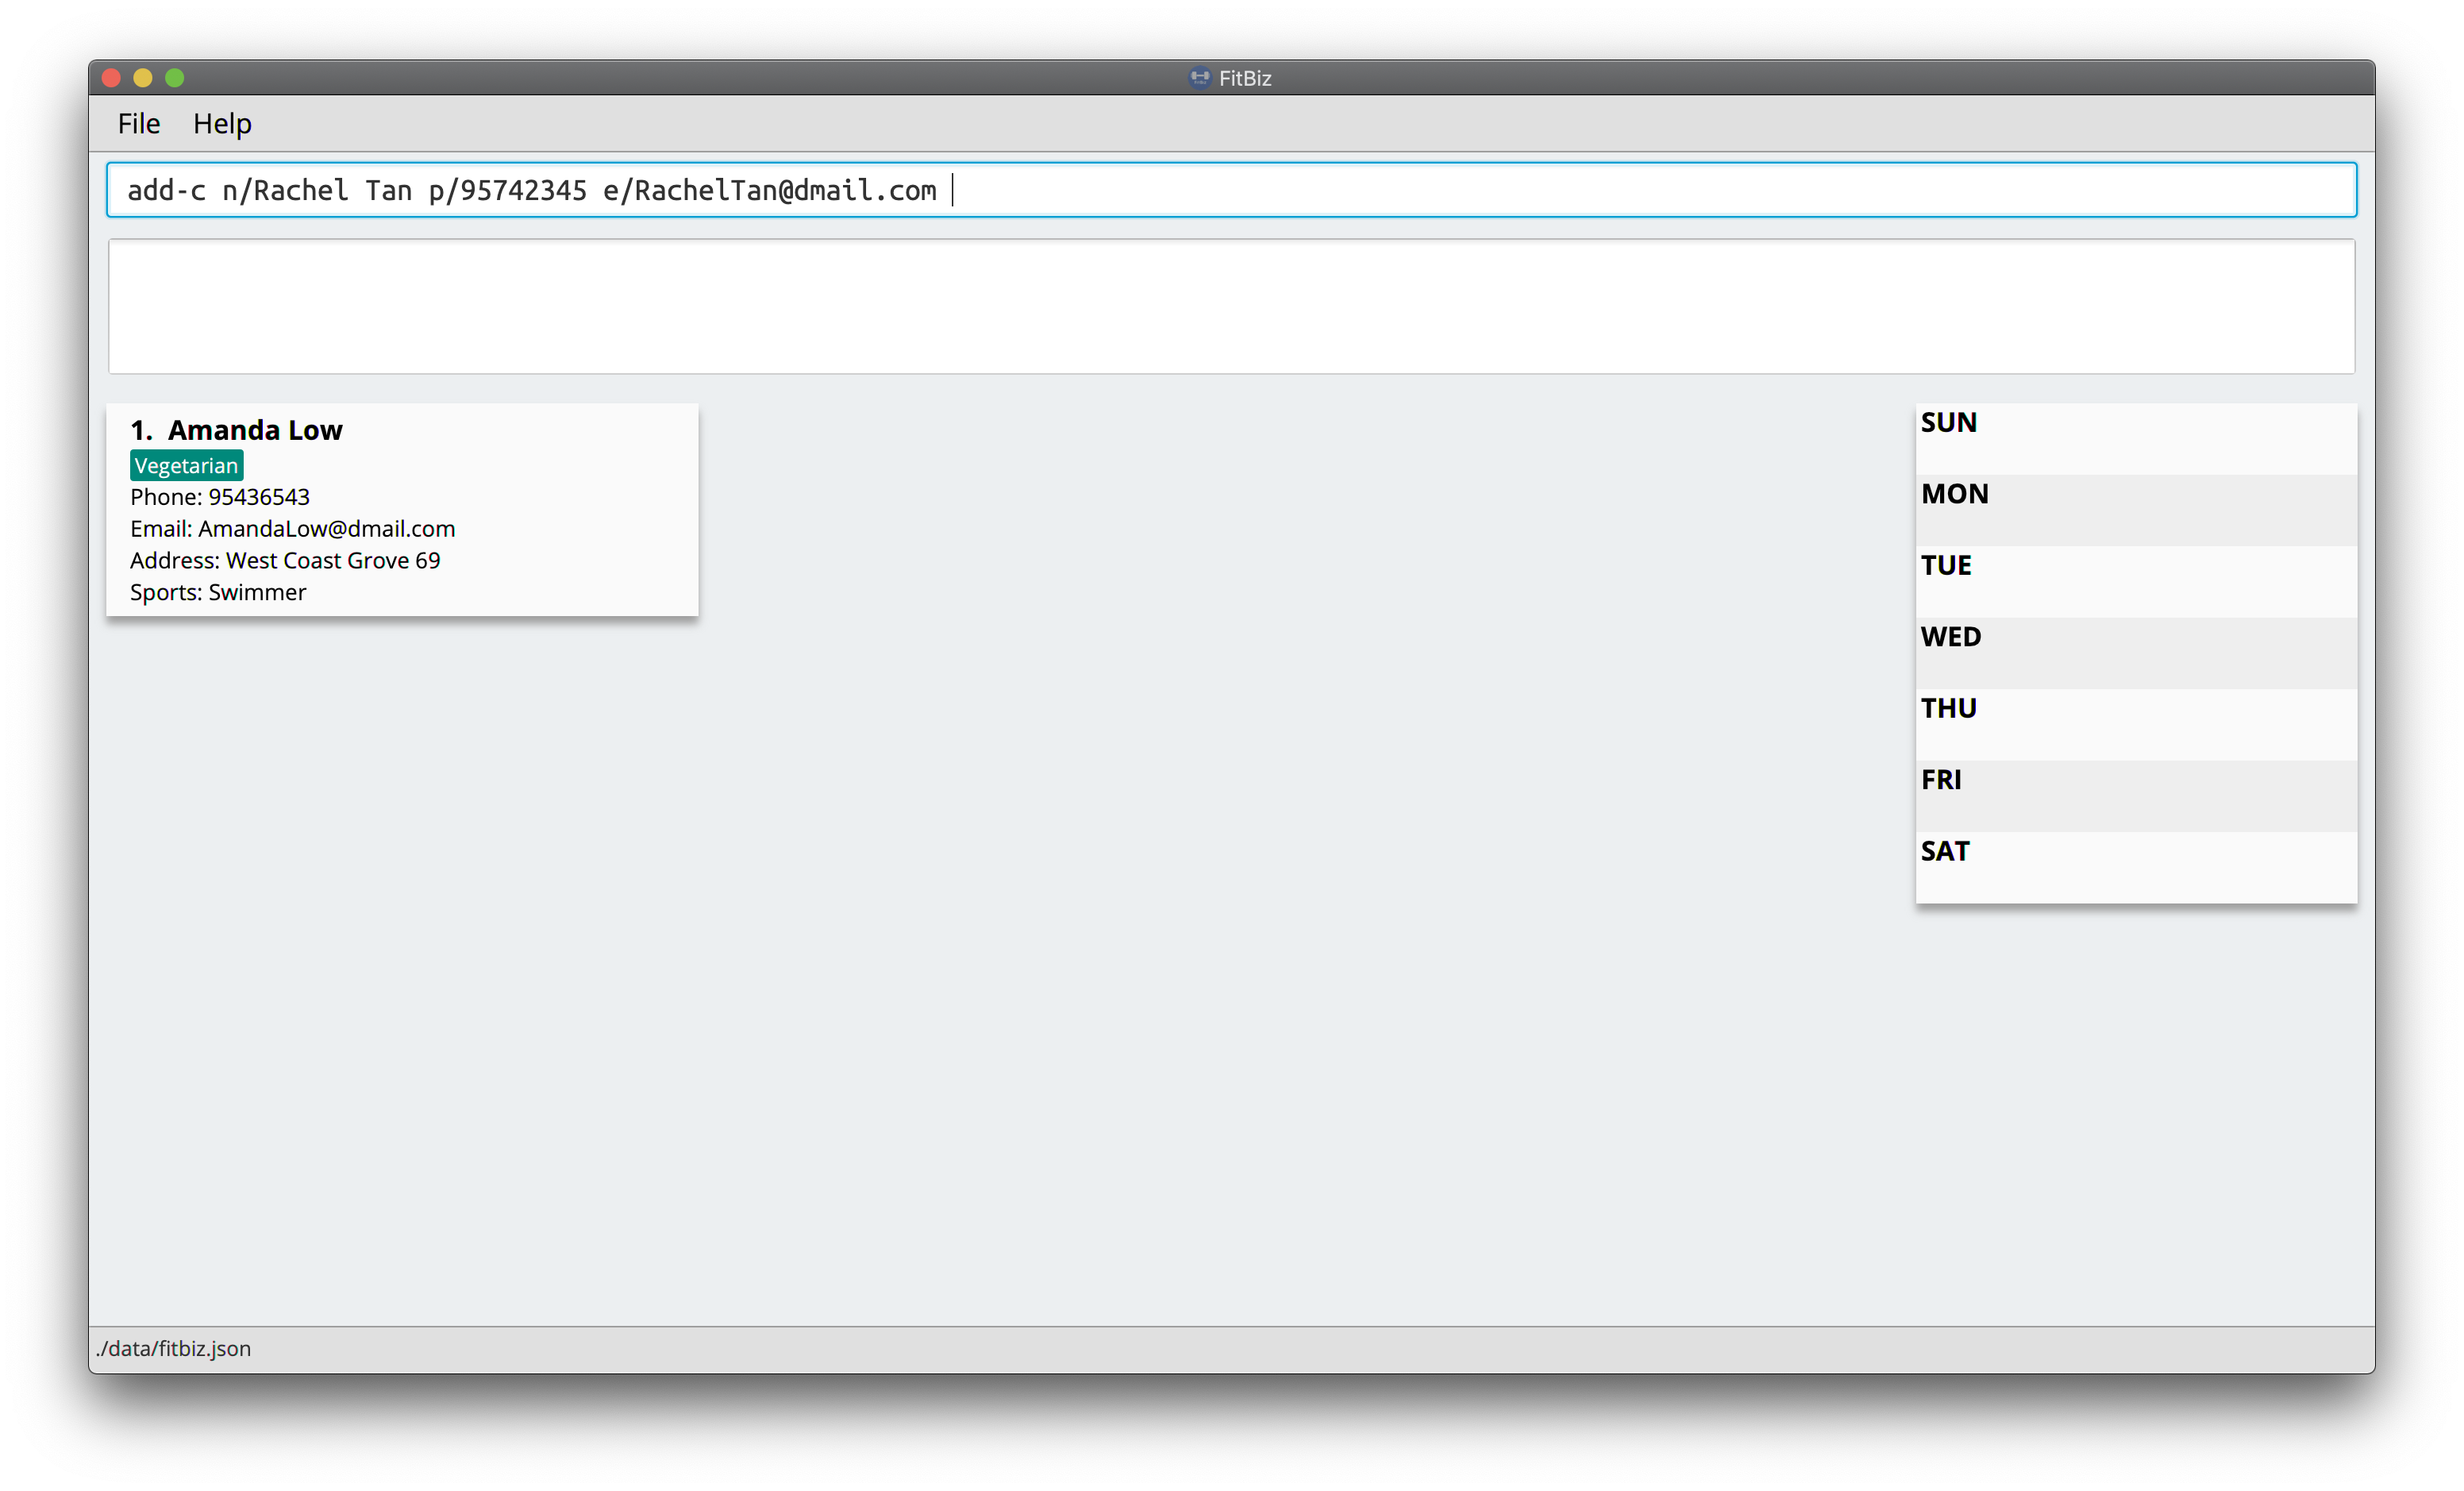 FitBiz
File Help
add-c n/Rachel Tan p/95742345 e/RachelTan@dmail.com
1. Amanda Low
Vegetarian
Phone: 95436543
Email: AmandaLow@dmail.com
Address: West Coast Grove 69
Sports: Swimmer
SUN
MON
TUE
WED
THU
FRI
SAT
./data/fitbiz.json